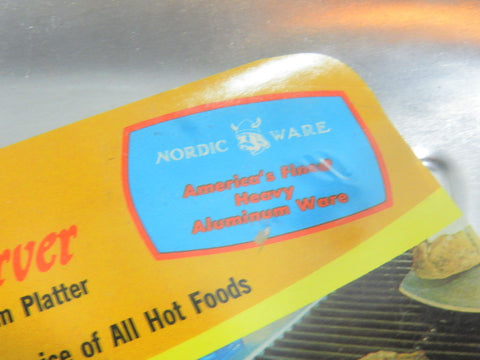 NORDIC WARE
America's Finest
Heavy
Aluminum Ware
rver
m Platter
ice of All Hot Foods